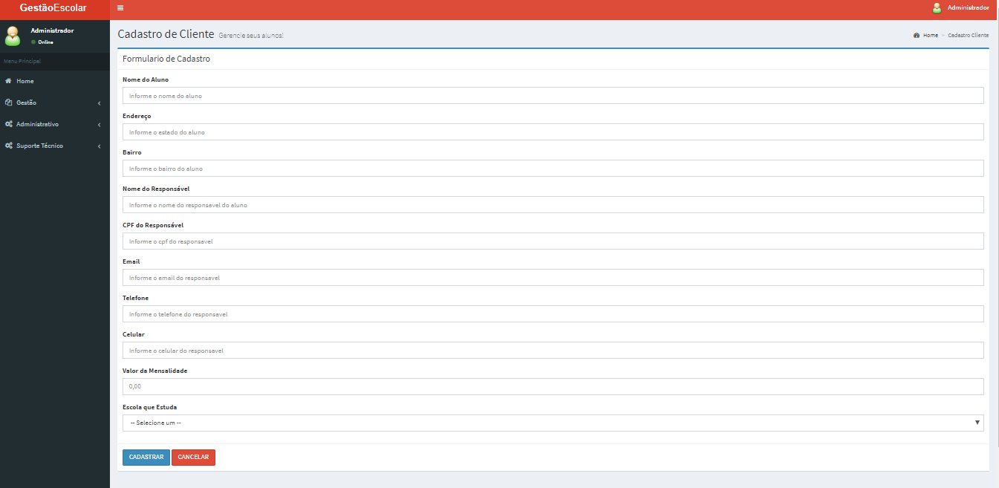 GestãoEscolar
Administrador
Administrador
Online
Menu Principal
Home
Gestão
Administrativo
Suporte Técnico
Cadastro de Cliente Gerencie seus alunos!
Home > Cadastro Cliente
Formulario de Cadastro
Nome do Aluno
Informe o nome do aluno
Endereço
Informe o estado do aluno
Bairro
Informe o bairro do aluno
Nome do Responsável
Informe o nome do responsavel do aluno
CPF do Responsável
Informe o cpf do responsavel
Email
Informe o email do responsavel
Telefone
Informe o telefone do responsavel
Celular
Informe o celular do responsavel
Valor da Mensalidade
0,00
Escola que Estuda
-- Selecione um --
CADASTRAR CANCELAR